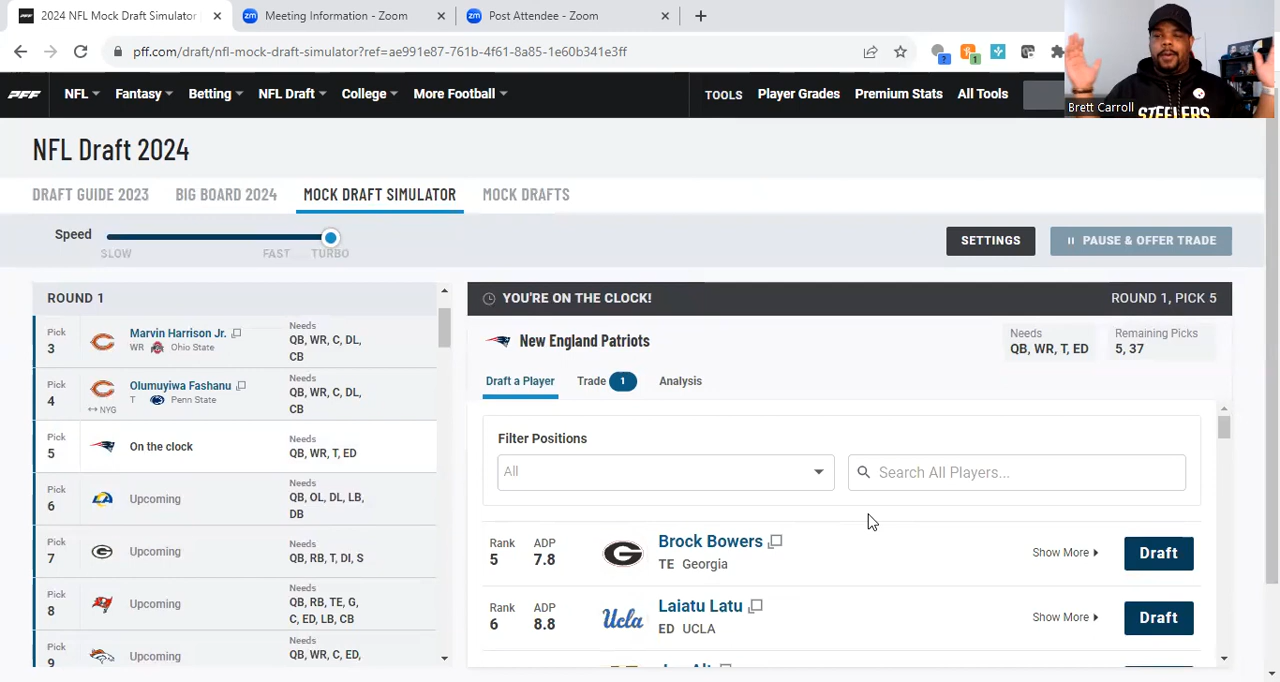 2024 NFL Mock Draft Simulator
Meeting Information - Zoom
Post Attendee - Zoom
pff.com/draft/nfl-mock-draft-simulator?ref=ae991e87-761b-4f61-8a85-1e60b341e3ff
PFF
NFL
Fantasy
Betting
NFL Draft
College
More Football
TOOLS
Player Grades
Premium Stats
All Tools
Brett Carroll
STEELERS
NFL Draft 2024
DRAFT GUIDE 2023
BIG BOARD 2024
MOCK DRAFT SIMULATOR
MOCK DRAFTS
Speed
SLOW
FAST
TURBO
SETTINGS
PAUSE & OFFER TRADE
ROUND 1
Pick
3
Marvin Harrison Jr.
WR Ohio State
Needs
QB, WR, C, DL,
CB
Pick
4
↔ NYG
Olumuyiwa Fashanu
T Penn State
Needs
QB, WR, C, DL,
CB
Pick
5
On the clock
Needs
QB, WR, T, ED
Pick
6
Upcoming
Needs
QB, OL, DL, LB,
DB
Pick
7
Upcoming
Needs
QB, RB, T, DI, S
Pick
8
Upcoming
Needs
QB, RB, TE, G,
C, ED, LB, CB
Pick
9
Upcoming
Needs
QB, WR, C, ED,
YOU'RE ON THE CLOCK!
ROUND 1, PICK 5
New England Patriots
Needs
QB, WR, T, ED
Remaining Picks
5, 37
Draft a Player
Trade 1
Analysis
Filter Positions
All
Search All Players...
Rank
5
ADP
7.8
Brock Bowers
TE Georgia
Show More
Draft
Rank
6
ADP
8.8
Ucla
Laiatu Latu
ED UCLA
Show More
Draft